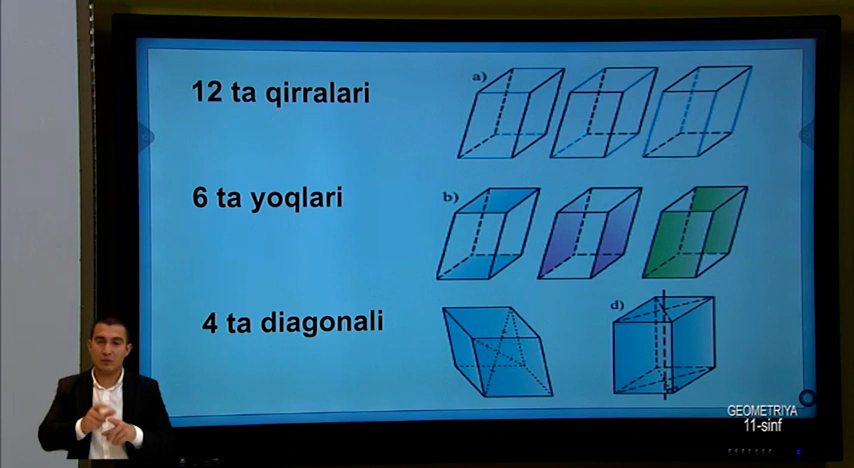 12 ta qirralari
a)
6 ta yoqlari
b)
4 ta diagonali
d)
GEOMETRIYA
11-sinf